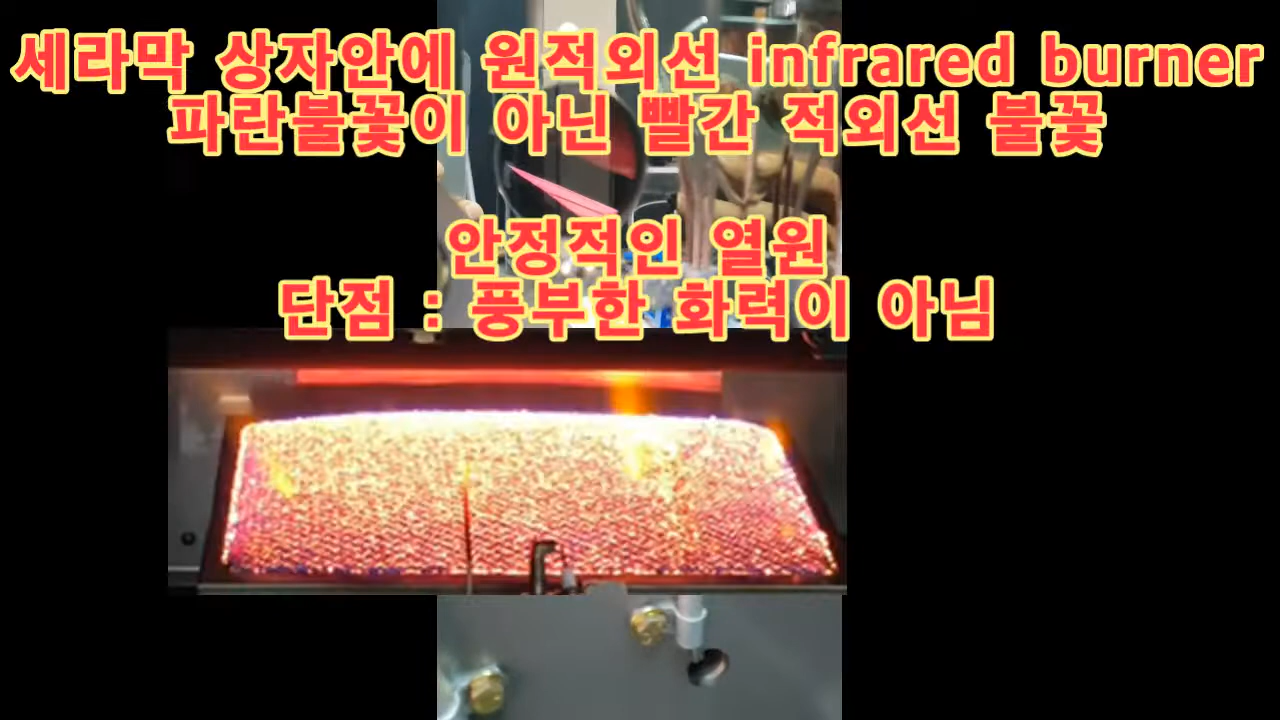 세라막 상자안에 원적외선 infrared burner
파란불꽃이 아닌 빨간 적외선 불꽃
안정적인 열원
단점 : 풍부한 화력이 아님